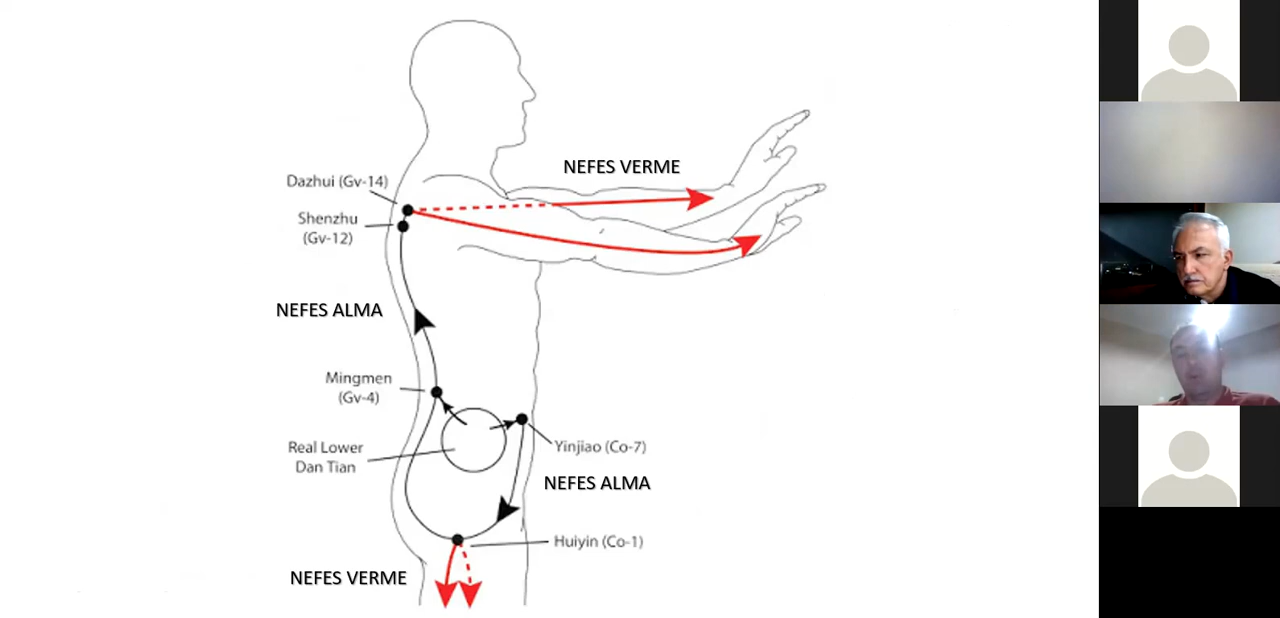 NEFES VERME
Dazhui (Gv-14)
Shenzhu
(Gv-12)
NEFES ALMA
Mingmen
(Gv-4)
Real Lower
Dan Tian
Yinjiao (Co-7)
NEFES ALMA
Huiyin (Co-1)
NEFES VERME